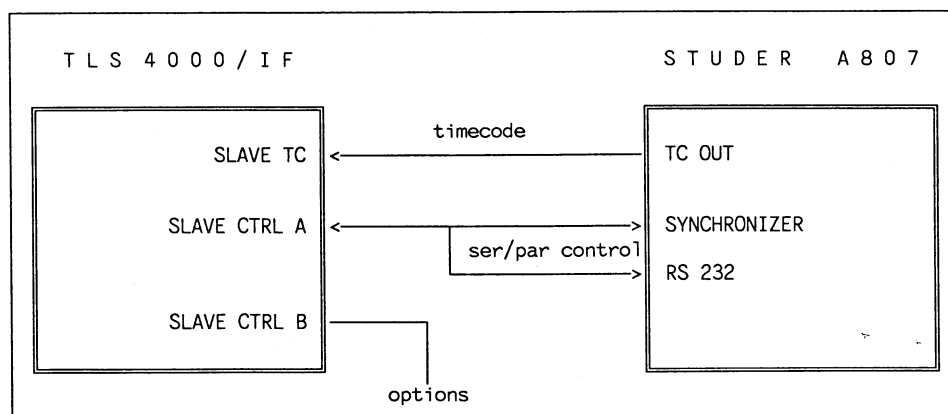 TLS 4000/IF
STUDER A807
timecode
SLAVE TC
TC OUT
SLAVE CTRL A
SYNCHRONIZER
ser/par control
RS 232
SLAVE CTRL B
options